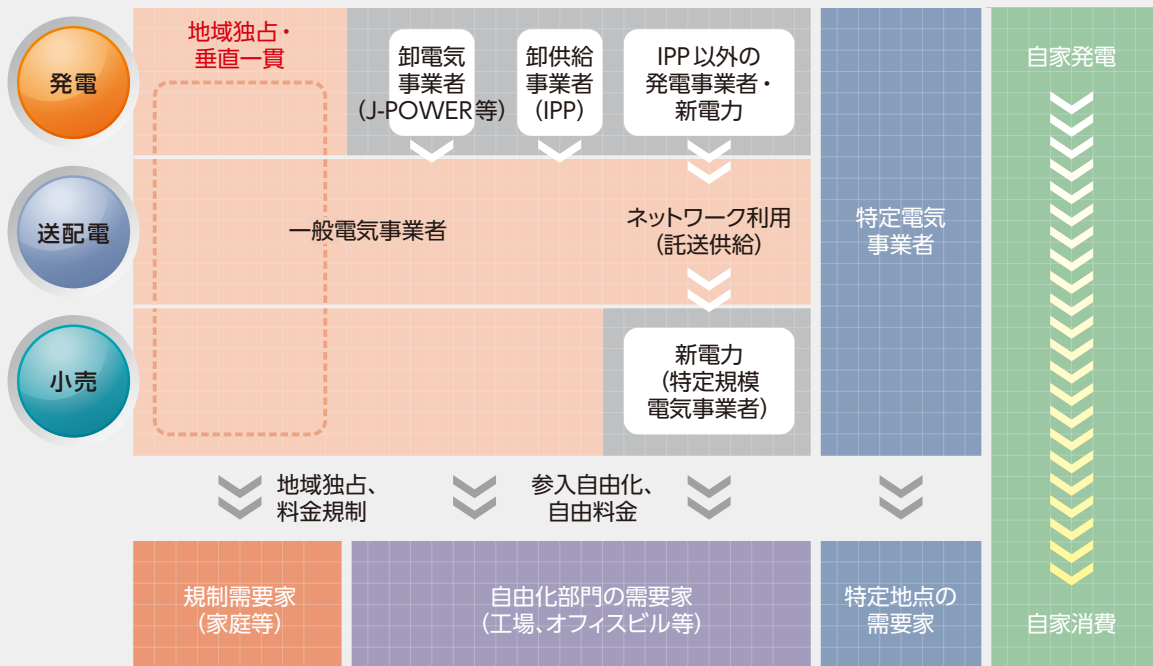 発電
地域独占・
垂直一貫
卸電気
事業者
(J-POWER等)
卸供給
事業者
(IPP)
IPP以外の
発電事業者・
新電力
自家発電
送配電
一般電気事業者
ネットワーク利用
(託送供給)
特定電気
事業者
小売
新電力
(特定規模
電気事業者)
地域独占、
料金規制
参入自由化、
自由料金
規制需要家
(家庭等)
自由化部門の需要家
(工場、オフィスビル等)
特定地点の
需要家
自家消費